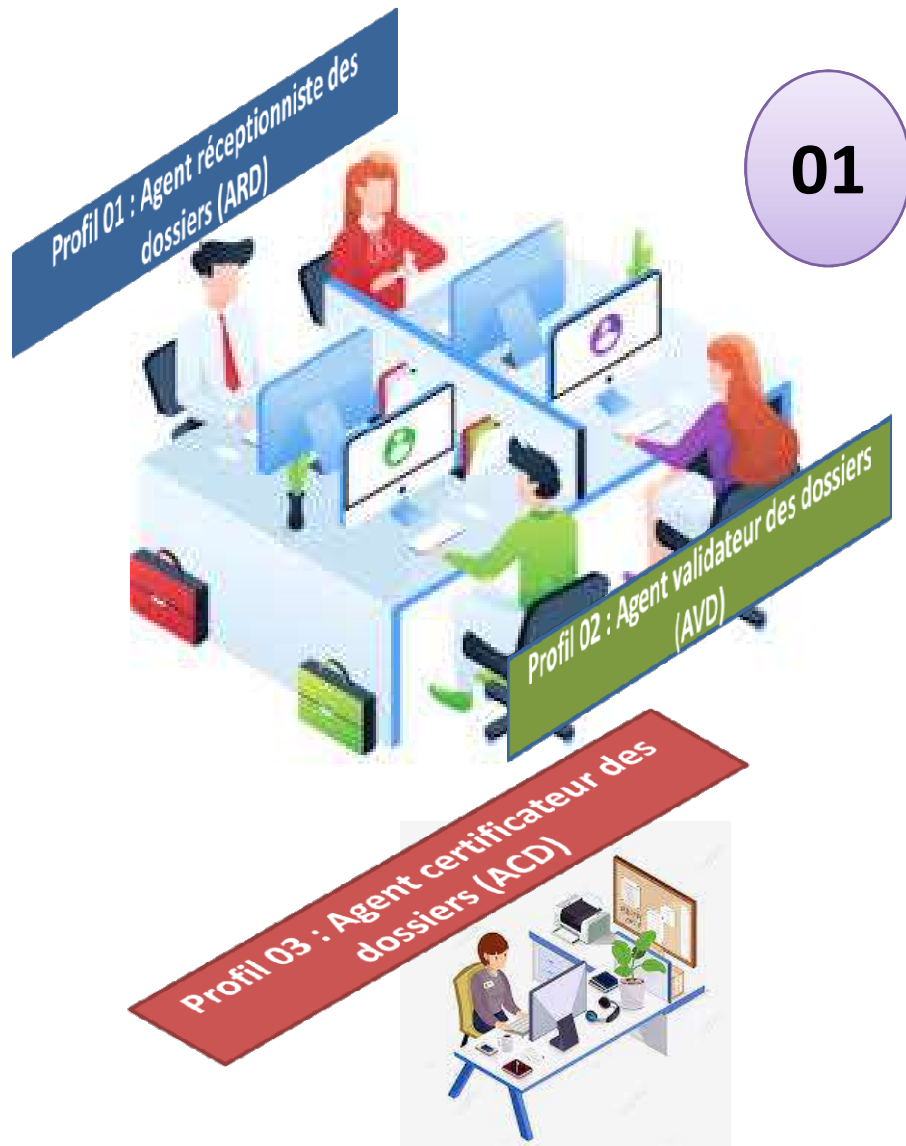 Profil 01 : Agent réceptionniste des
dossiers (ARD)
01
Profil 02 : Agent validateur des dossiers
(AVD)
Profil 03 : Agent certificateur des
dossiers (ACD)